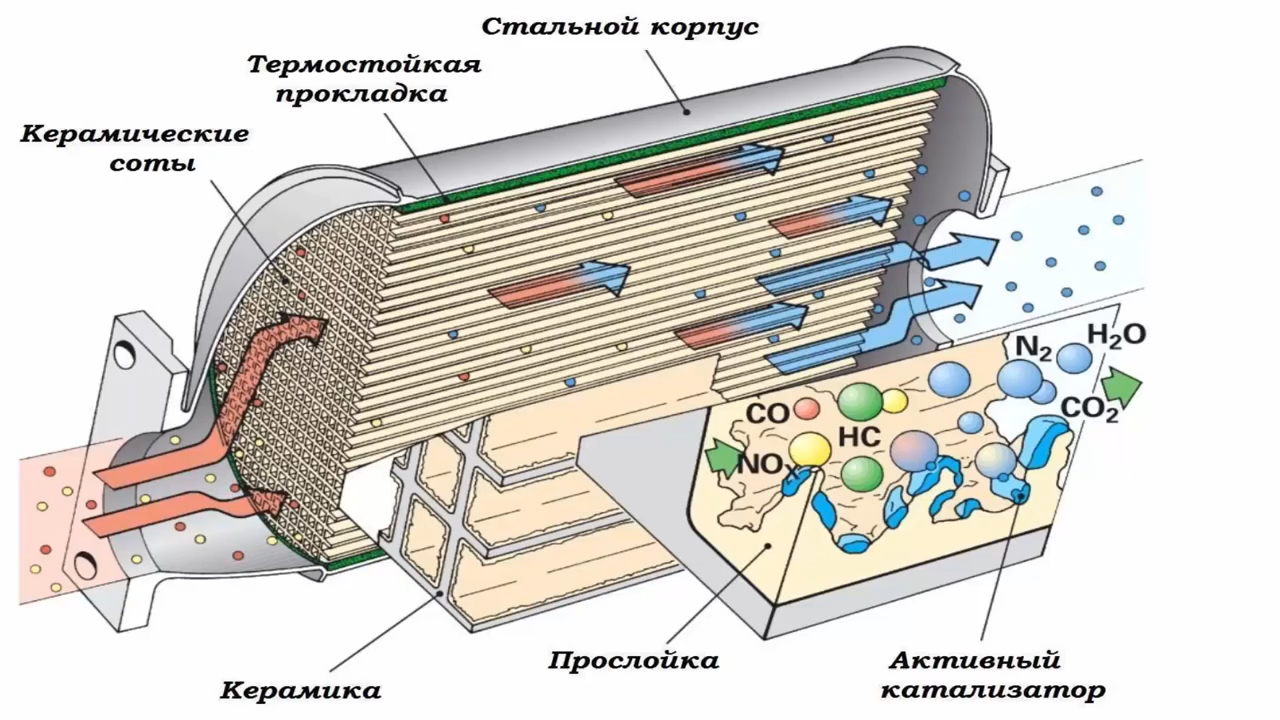 Стальной корпус
Термостойкая
прокладка
Керамические
соты
H₂O
N₂
CO₂
CO
HC
NOₓ
Прослойка
Активный
катализатор
Керамика